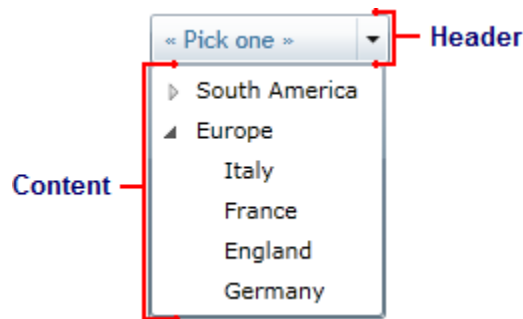 « Pick one »
Header
South America
Europe
Content
Italy
France
England
Germany